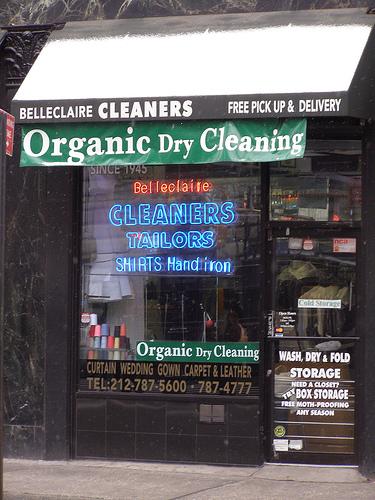 BELLECLAIRE CLEANERS FREE PICK UP & DELIVERY
Organic Dry Cleaning
SINCE 1945
Belleclaire
CLEANERS
TAILORS
SHIRTS Hand iron
Cold Storage
Organic Dry Cleaning
CURTAIN WEDDING GOWN CARPET & LEATHER
TEL:212-787-5600 · 787-4777
WASH, DRY & FOLD
STORAGE
NEED A CLOSET?
TRY BOX STORAGE
FREE MOTH-PROOFING
ANY SEASON